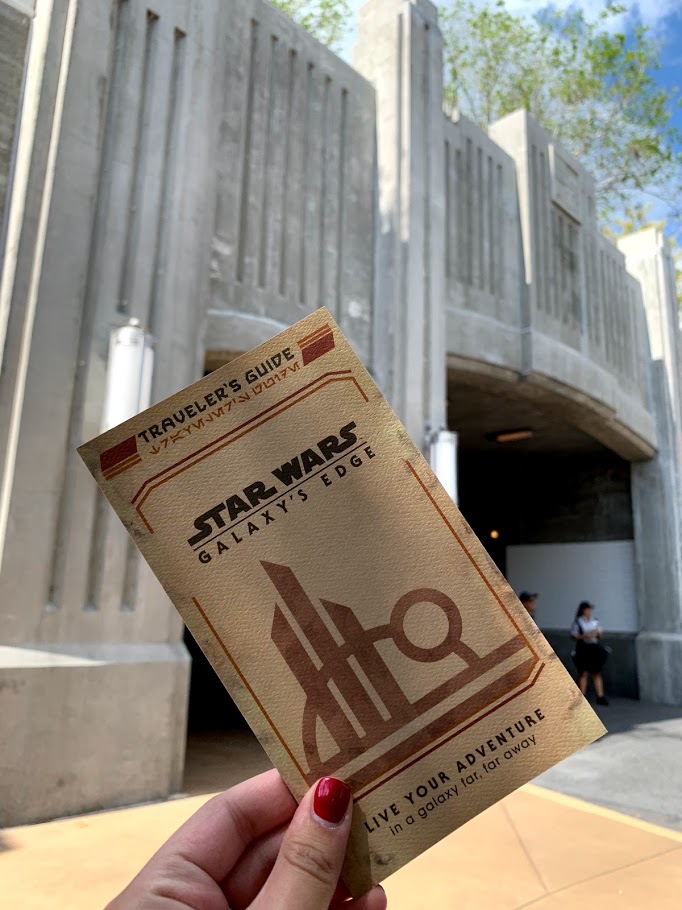 TRAVELER'S GUIDE
STAR WARS
GALAXY'S EDGE
LIVE YOUR ADVENTURE
in a galaxy far, far away